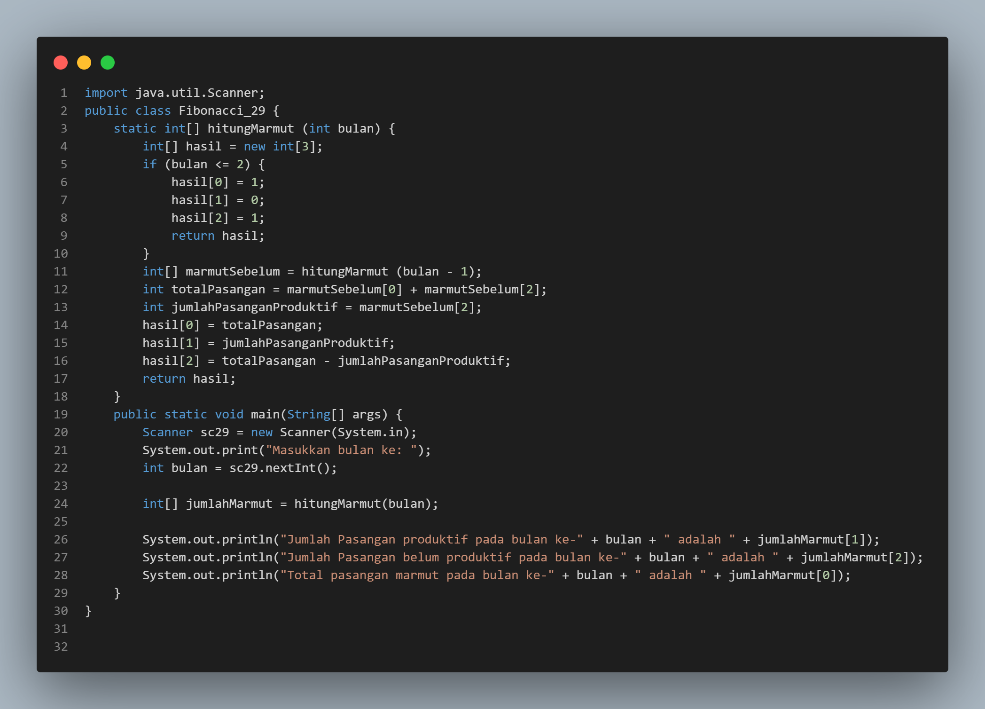 1 import java.util.Scanner;
2 public class Fibonacci_29 {
3     static int[] hitungMarmut (int bulan) {
4         int[] hasil = new int[3];
5         if (bulan <= 2) {
6             hasil[0] = 1;
7             hasil[1] = 0;
8             hasil[2] = 1;
9             return hasil;
10         }
11         int[] marmutSebelum = hitungMarmut (bulan - 1);
12         int totalPasangan = marmutSebelum[0] + marmutSebelum[2];
13         int jumlahPasanganProduktif = marmutSebelum[2];
14         hasil[0] = totalPasangan;
15         hasil[1] = jumlahPasanganProduktif;
16         hasil[2] = totalPasangan - jumlahPasanganProduktif;
17         return hasil;
18     }
19     public static void main(String[] args) {
20         Scanner sc29 = new Scanner(System.in);
21         System.out.print("Masukkan bulan ke: ");
22         int bulan = sc29.nextInt();
23
24         int[] jumlahMarmut = hitungMarmut(bulan);
25
26         System.out.println("Jumlah Pasangan produktif pada bulan ke-" + bulan + " adalah " + jumlahMarmut[1]);
27         System.out.println("Jumlah Pasangan belum produktif pada bulan ke-" + bulan + " adalah " + jumlahMarmut[2]);
28         System.out.println("Total pasangan marmut pada bulan ke-" + bulan + " adalah " + jumlahMarmut[0]);
29     }
30 }
31
32